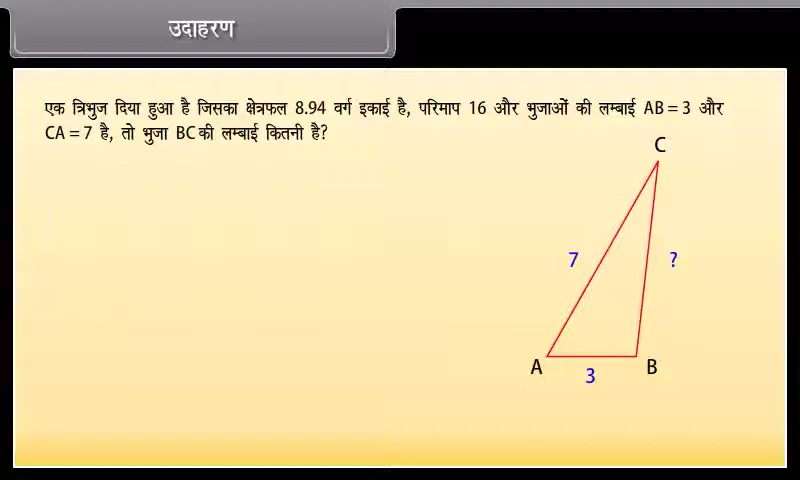 उदाहरण
एक त्रिभुज दिया हुआ है जिसका क्षेत्रफल 8.94 वर्ग इकाई है, परिमाप 16 और भुजाओं की लम्बाई AB = 3 और
CA = 7 है, तो भुजा BC की लम्बाई कितनी है?
C
7
?
A
B
3